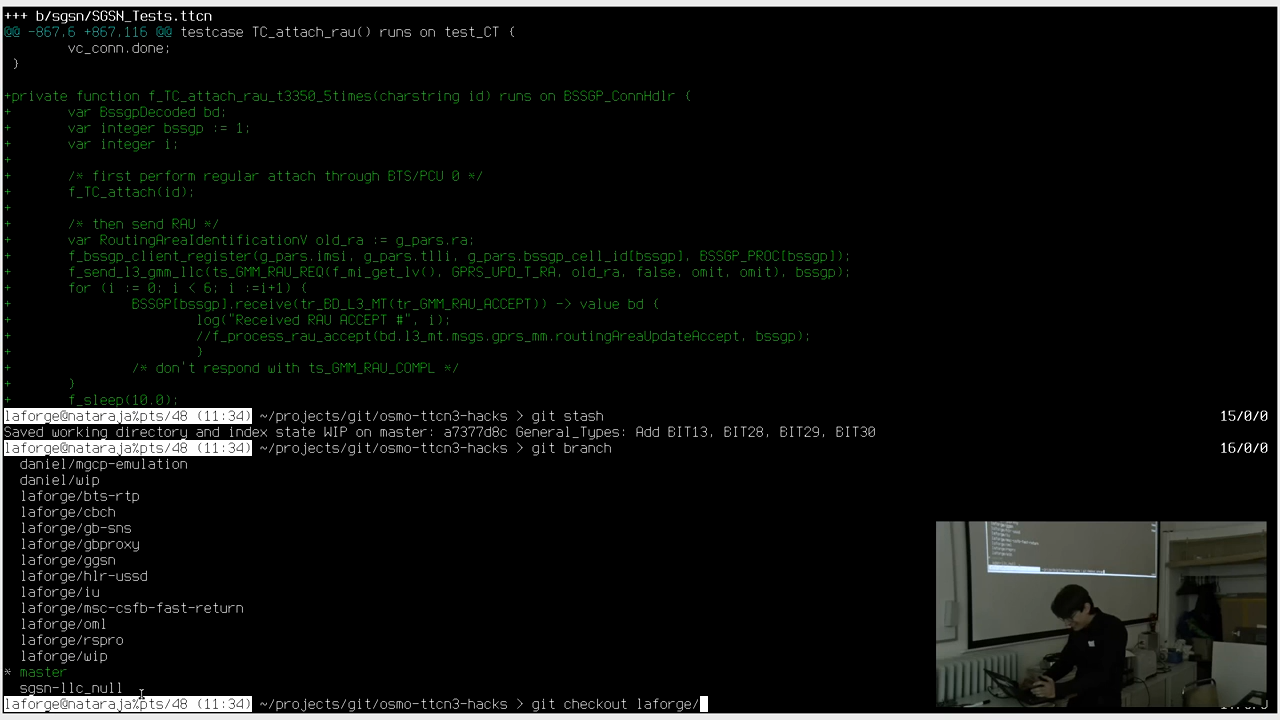 +++ b/sgsn/SGSN_Tests.ttcn
@@ -867,6 +867,116 @@ testcase TC_attach_rau() runs on test_CT {
vc_conn.done;
}
+private function f_TC_attach_rau_t3350_5times(charstring id) runs on BSSGP_ConnHdlr {
+ var BssgpDecoded bd;
+ var integer bssgp := 1;
+ var integer i;
+
+ /* first perform regular attach through BTS/PCU 0 */
+ f_TC_attach(id);
+
+ /* then send RAU */
+ var RoutingAreaIdentificationV old_ra := g_pars.ra;
+ f_bssgp_client_register(g_pars.imsi, g_pars.tlli, g_pars.bssgp_cell_id[bssgp], BSSGP_PROC[bssgp]);
+ f_send_l3_gmm_llc(ts_GMM_RAU_REQ(f_mi_get_lv(), GPRS_UPD_T_RA, old_ra, false, omit, omit), bssgp);
+ for (i := 0; i < 6; i :=i+1) {
+ BSSGP[bssgp].receive(tr_BD_L3_MT(tr_GMM_RAU_ACCEPT)) -> value bd {
+ log("Received RAU ACCEPT #", i);
+ //f_process_rau_accept(bd.l3_mt.msgs.gprs_mm.routingAreaUpdateAccept, bssgp);
+ }
+ /* don't respond with ts_GMM_RAU_COMPL */
+ }
+ f_sleep(10.0);
laforge@nataraja%pts/48 (11:34) ~/projects/git/osmo-ttcn3-hacks > git stash 15/0/0
Saved working directory and index state WIP on master: a7377d8c General_Types: Add BIT13, BIT28, BIT29, BIT30
laforge@nataraja%pts/48 (11:34) ~/projects/git/osmo-ttcn3-hacks > git branch 16/0/0
daniel/mgcp-emulation
daniel/wip
laforge/bts-rtp
laforge/cbch
laforge/gb-sns
laforge/gbproxy
laforge/ggsn
laforge/hlr-ussd
laforge/iu
laforge/msc-csfb-fast-return
laforge/oml
laforge/rspro
laforge/wip
* master
sgsn-llc_null
laforge@nataraja%pts/48 (11:34) ~/projects/git/osmo-ttcn3-hacks > git checkout laforge/